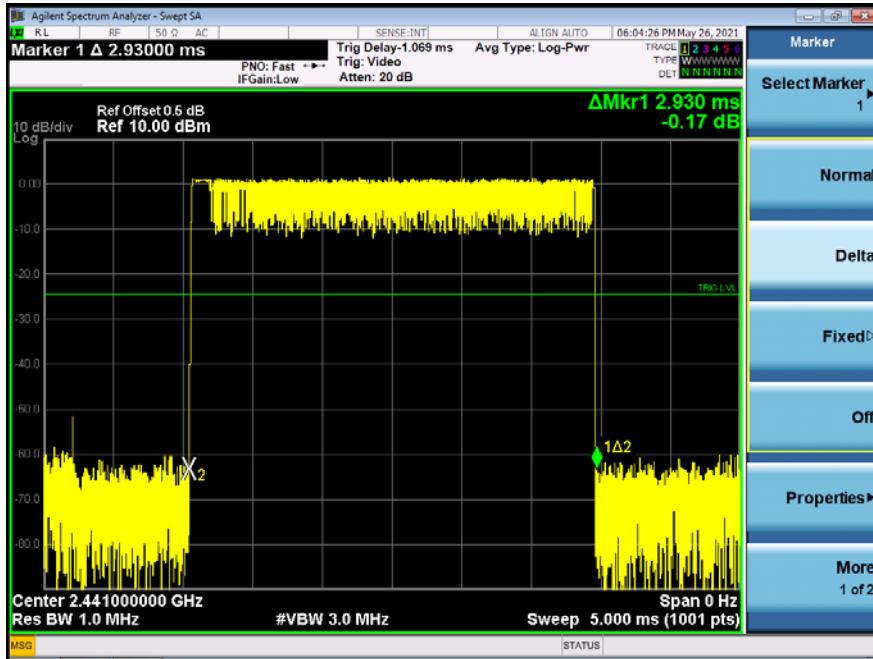 Agilent Spectrum Analyzer - Swept SA
LXI RL RF 50 Ω AC SENSE:INT ALIGN AUTO 06:04:26 PM May 26, 2021
Marker 1 Δ 2.93000 ms
PNO: Fast
IFGain:Low
Trig Delay-1.069 ms
Trig: Video
Atten: 20 dB
Avg Type: Log-Pwr
TRACE 1 2 3 4 5 6
TYPE WWWWWW
DET N N N N N N
Ref Offset 0.5 dB
10 dB/div Ref 10.00 dBm
Log
ΔMkr1 2.930 ms
-0.17 dB
0.00
-10.0
-20.0
TRIG LVL
-30.0
-40.0
-50.0
-60.0
1Δ2
2
-70.0
-80.0
Center 2.441000000 GHz Span 0 Hz
Res BW 1.0 MHz #VBW 3.0 MHz Sweep 5.000 ms (1001 pts)
MSG STATUS
Marker
Select Marker
1
Normal
Delta
Fixed
Off
Properties
More
1 of 2